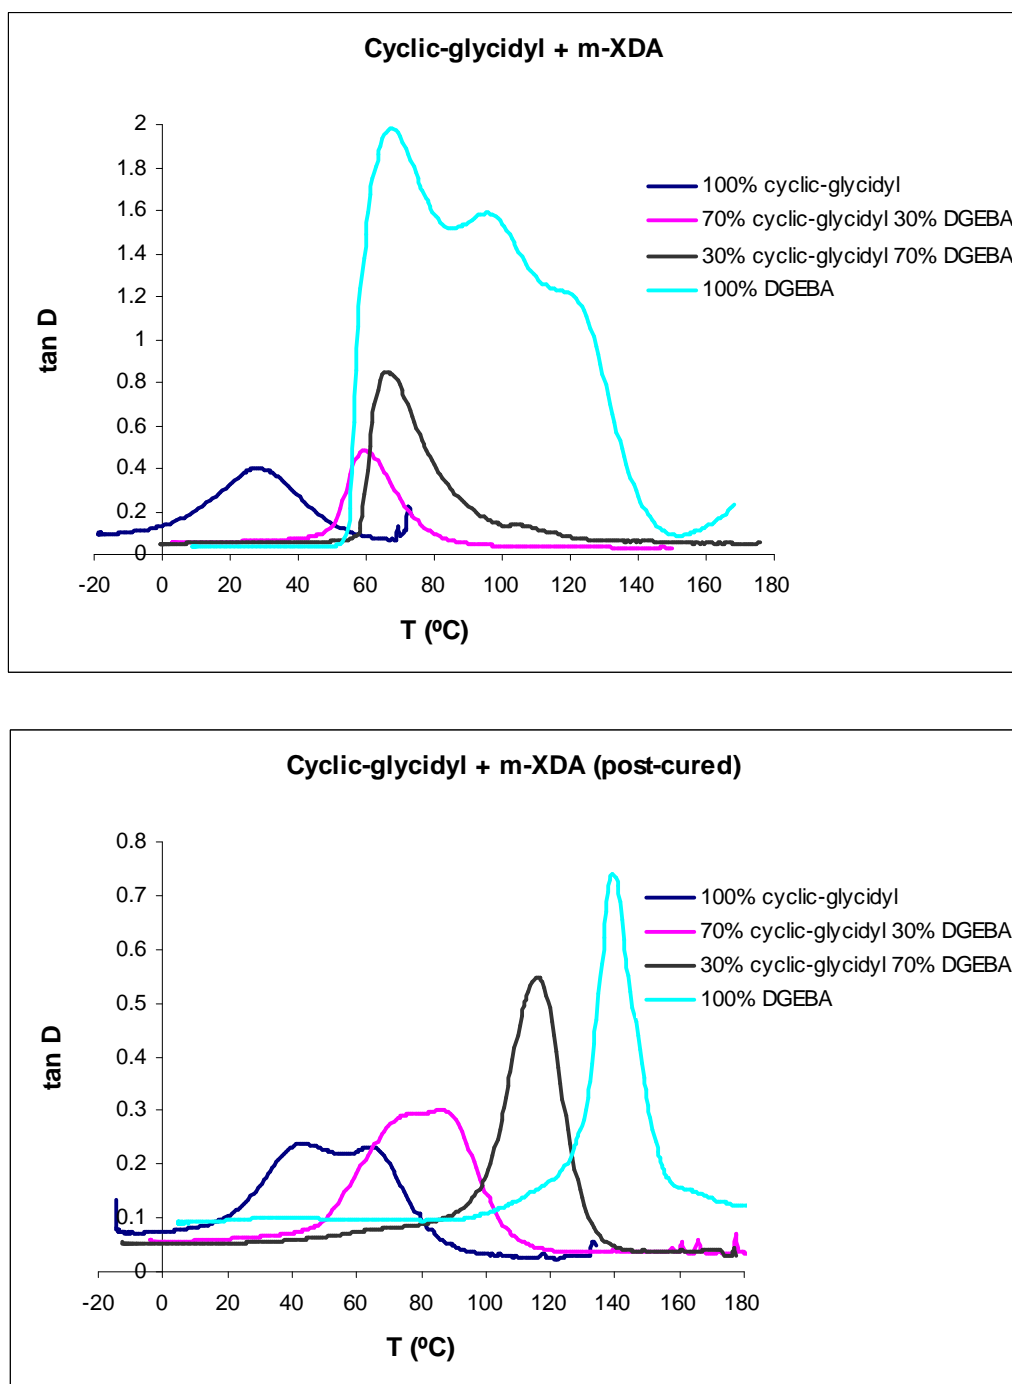 Cyclic-glycidyl + m-XDA
2
1.8
1.6
1.4
1.2
1
0.8
0.6
0.4
0.2
0
tan D
100% cyclic-glycidyl
70% cyclic-glycidyl 30% DGEBA
30% cyclic-glycidyl 70% DGEBA
100% DGEBA
-20 0 20 40 60 80 100 120 140 160 180
T (ºC)
Cyclic-glycidyl + m-XDA (post-cured)
0.8
0.7
0.6
0.5
0.4
0.3
0.2
0.1
0
tan D
100% cyclic-glycidyl
70% cyclic-glycidyl 30% DGEBA
30% cyclic-glycidyl 70% DGEBA
100% DGEBA
-20 0 20 40 60 80 100 120 140 160 180
T (ºC)